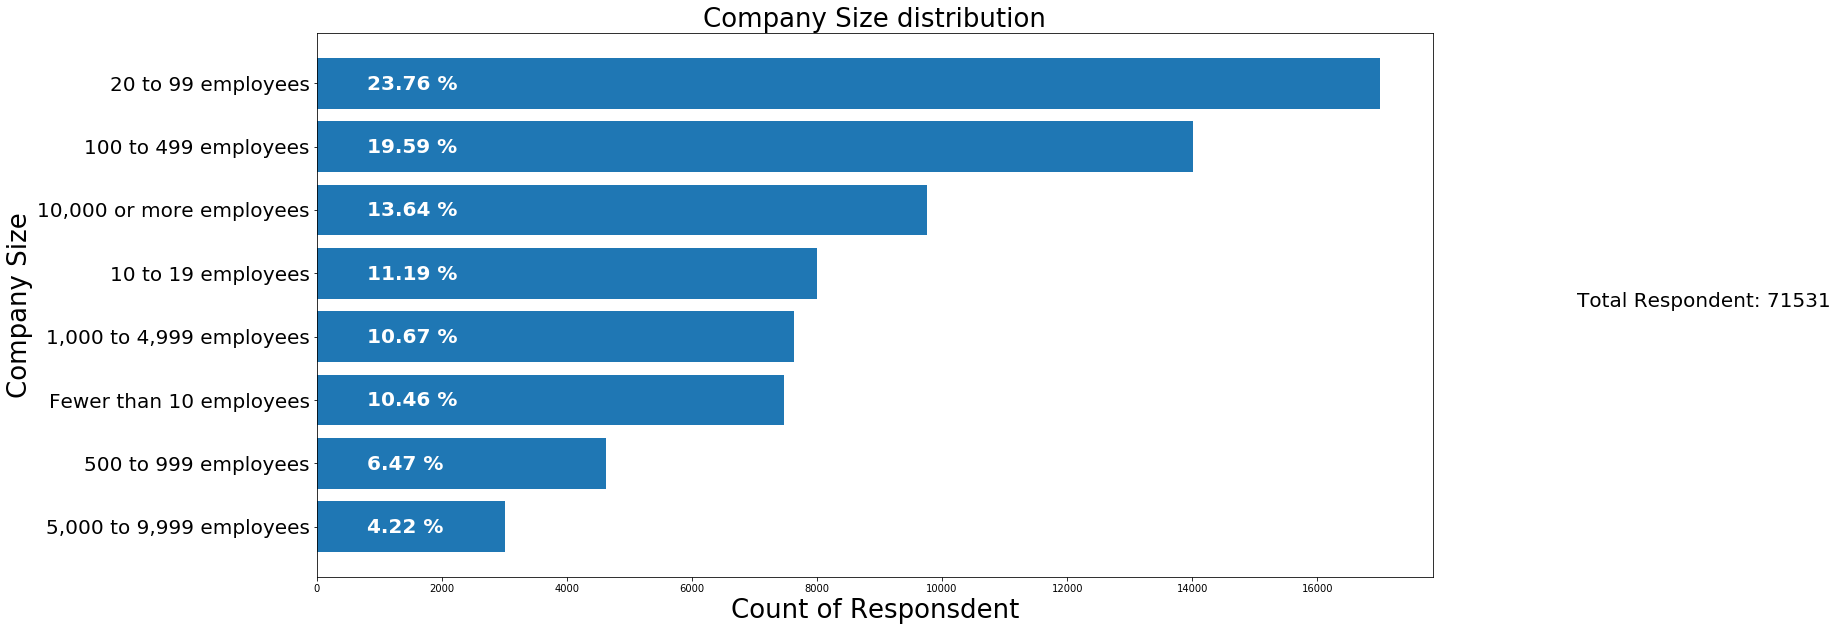 Company Size distribution
Company Size
20 to 99 employees 23.76 %
100 to 499 employees 19.59 %
10,000 or more employees 13.64 %
10 to 19 employees 11.19 %
Total Respondent: 71531
1,000 to 4,999 employees 10.67 %
Fewer than 10 employees 10.46 %
500 to 999 employees 6.47 %
5,000 to 9,999 employees 4.22 %
0 2000 4000 6000 8000 10000 12000 14000 16000
Count of Responsdent